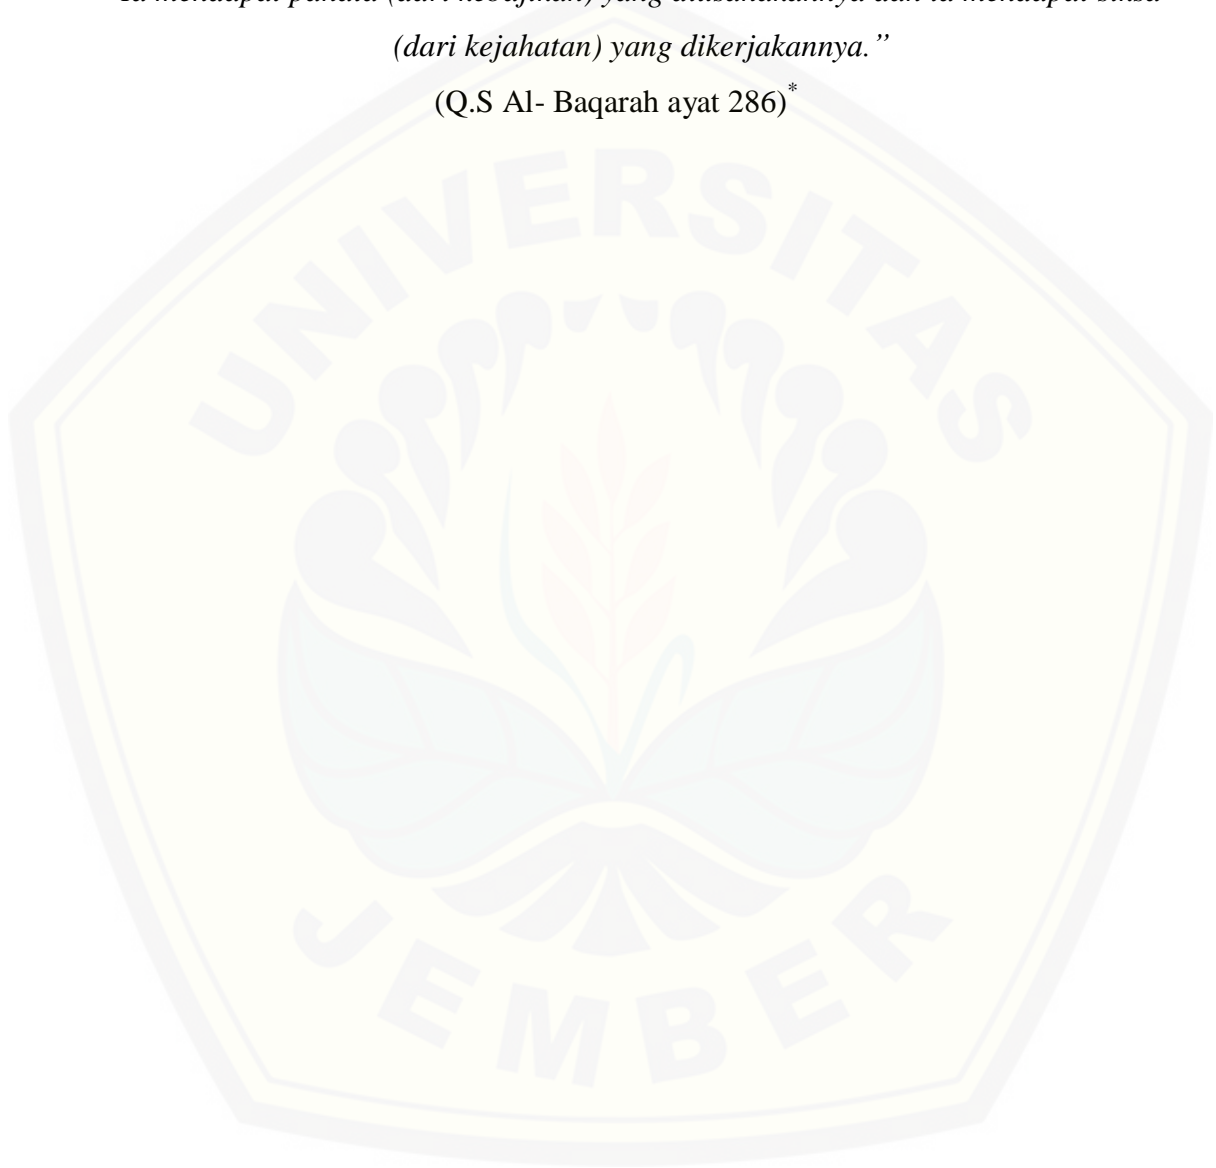 Ia mendapat pahala (dari kebajikan) yang diusahakannya dan ia mendapat siksa
(dari kejahatan) yang dikerjakannya.”
(Q.S Al- Baqarah ayat 286)*
UNIVERSITAS
JEMBER